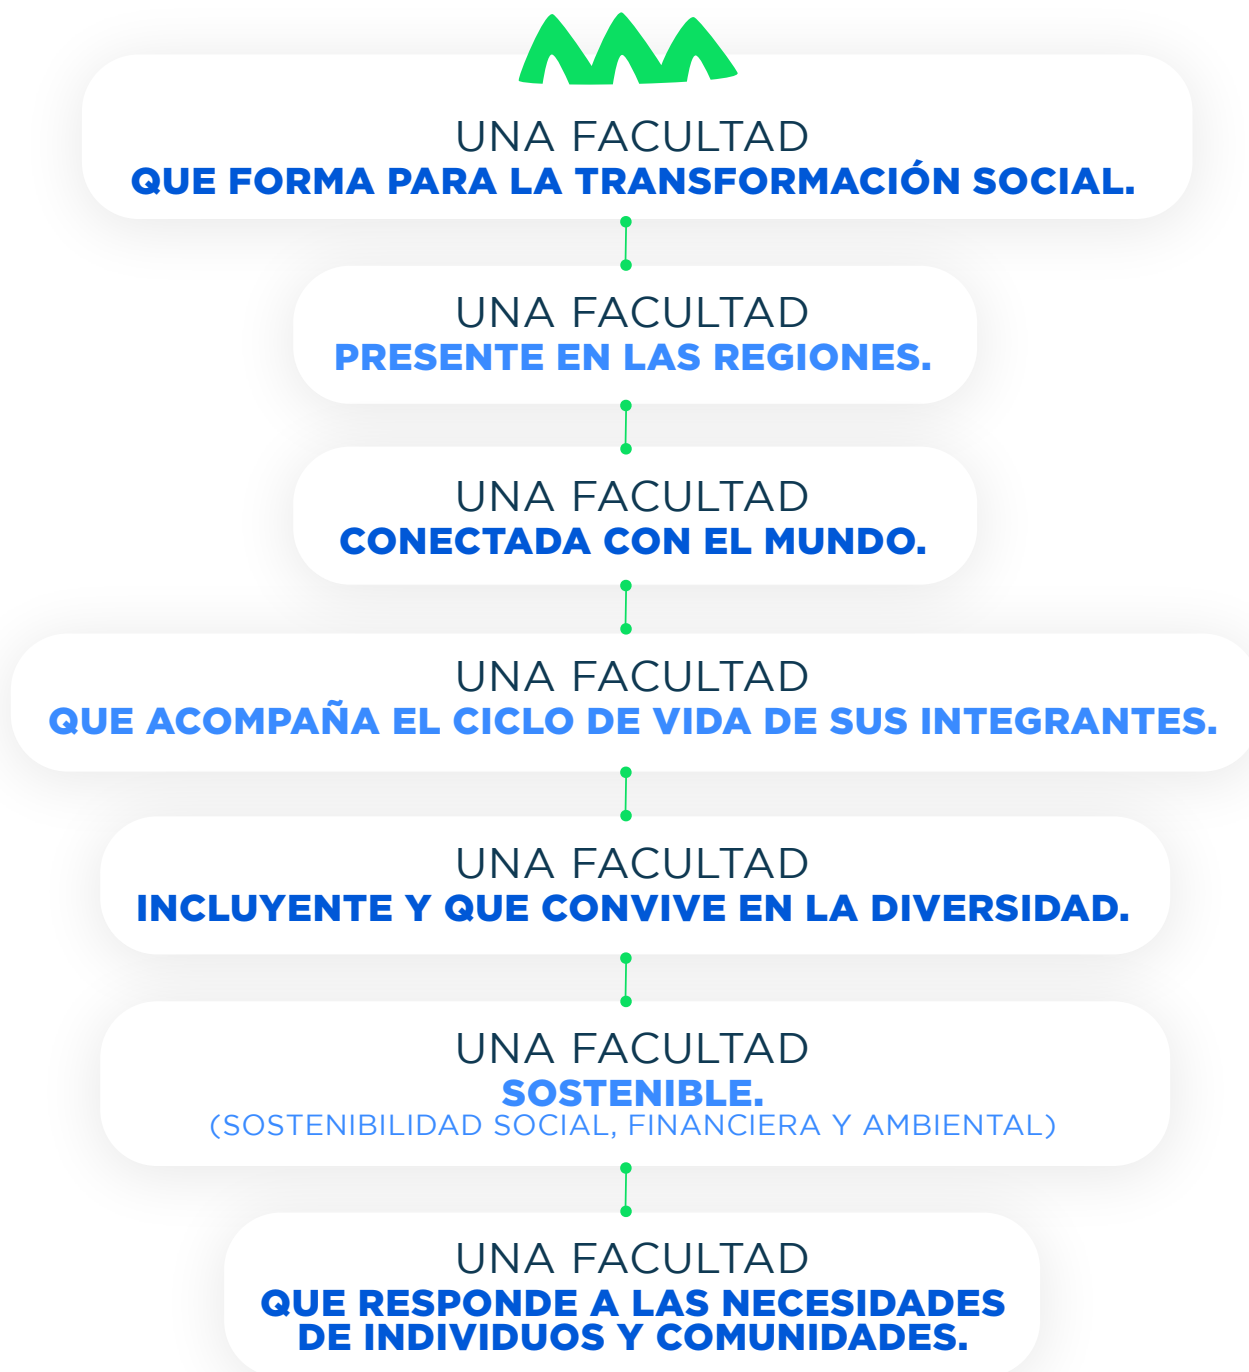 UNA FACULTAD
QUE FORMA PARA LA TRANSFORMACIÓN SOCIAL.
UNA FACULTAD
PRESENTE EN LAS REGIONES.
UNA FACULTAD
CONECTADA CON EL MUNDO.
UNA FACULTAD
QUE ACOMPAÑA EL CICLO DE VIDA DE SUS INTEGRANTES.
UNA FACULTAD
INCLUYENTE Y QUE CONVIVE EN LA DIVERSIDAD.
UNA FACULTAD
SOSTENIBLE.
(SOSTENIBILIDAD SOCIAL, FINANCIERA Y AMBIENTAL)
UNA FACULTAD
QUE RESPONDE A LAS NECESIDADES
DE INDIVIDUOS Y COMUNIDADES.